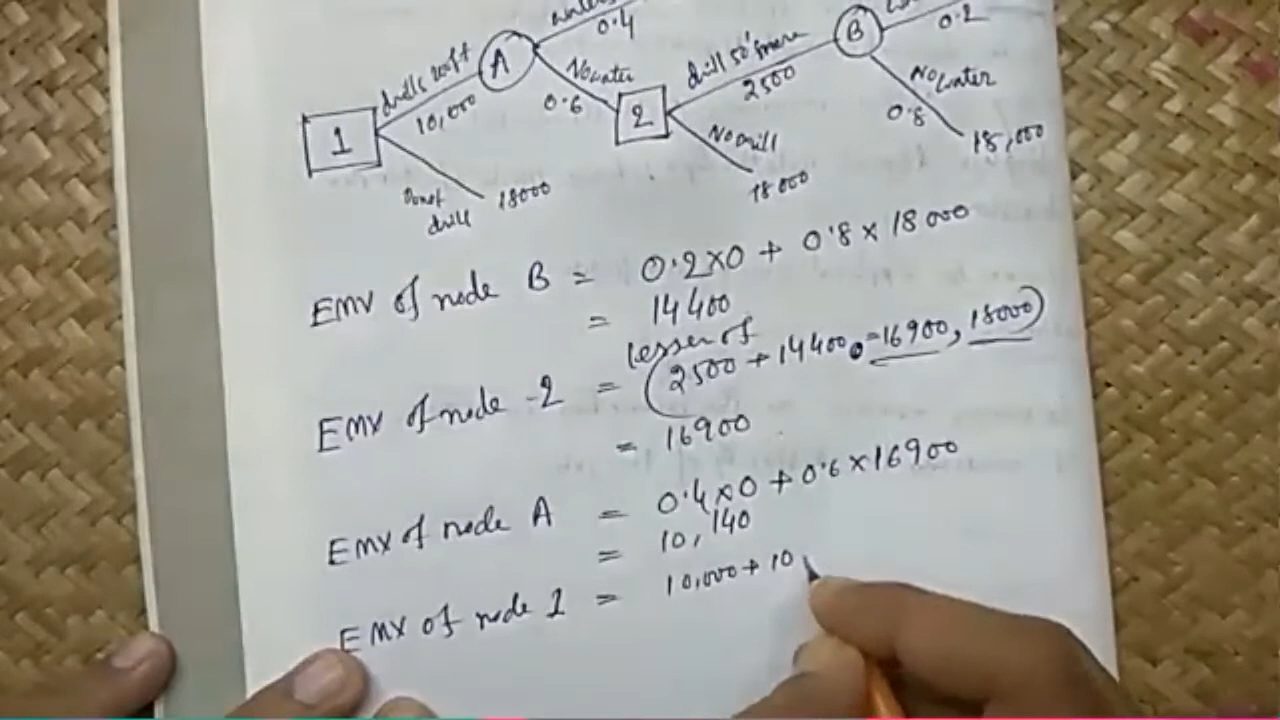 0.4
0.2
drills
A
B
10,000
No water
0.6
1
2
drill 50' more
2500
No water
0.8
18,000
No drill
18000
Do not
drill
18000
EMV of node B = 0.2×0 + 0.8 × 18000
= 14400
lesser of
EMV of node -2 = (2500 + 14400 = 16900, 18000)
= 16900
EMV of node A = 0.4×0 + 0.6 × 16900
= 10,140
EMV of node 1 = 10,000 + 10